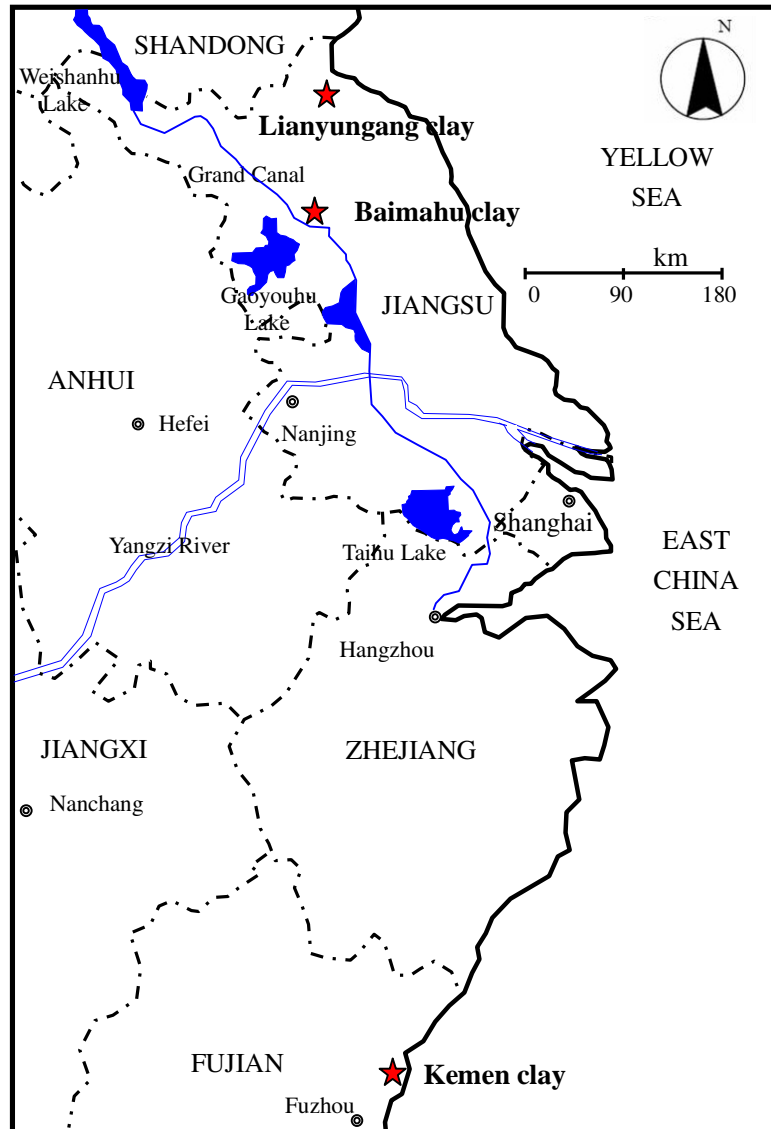 N
SHANDONG
Weishanhu
Lake
Lianyungang clay
YELLOW
SEA
Grand Canal
Baimahu clay
km
0 90 180
Gaoyouhu
Lake
JIANGSU
ANHUI
Hefei
Nanjing
Shanghai
Yangzi River
Taihu Lake
EAST
CHINA
SEA
Hangzhou
JIANGXI
ZHEJIANG
Nanchang
FUJIAN
Kemen clay
Fuzhou